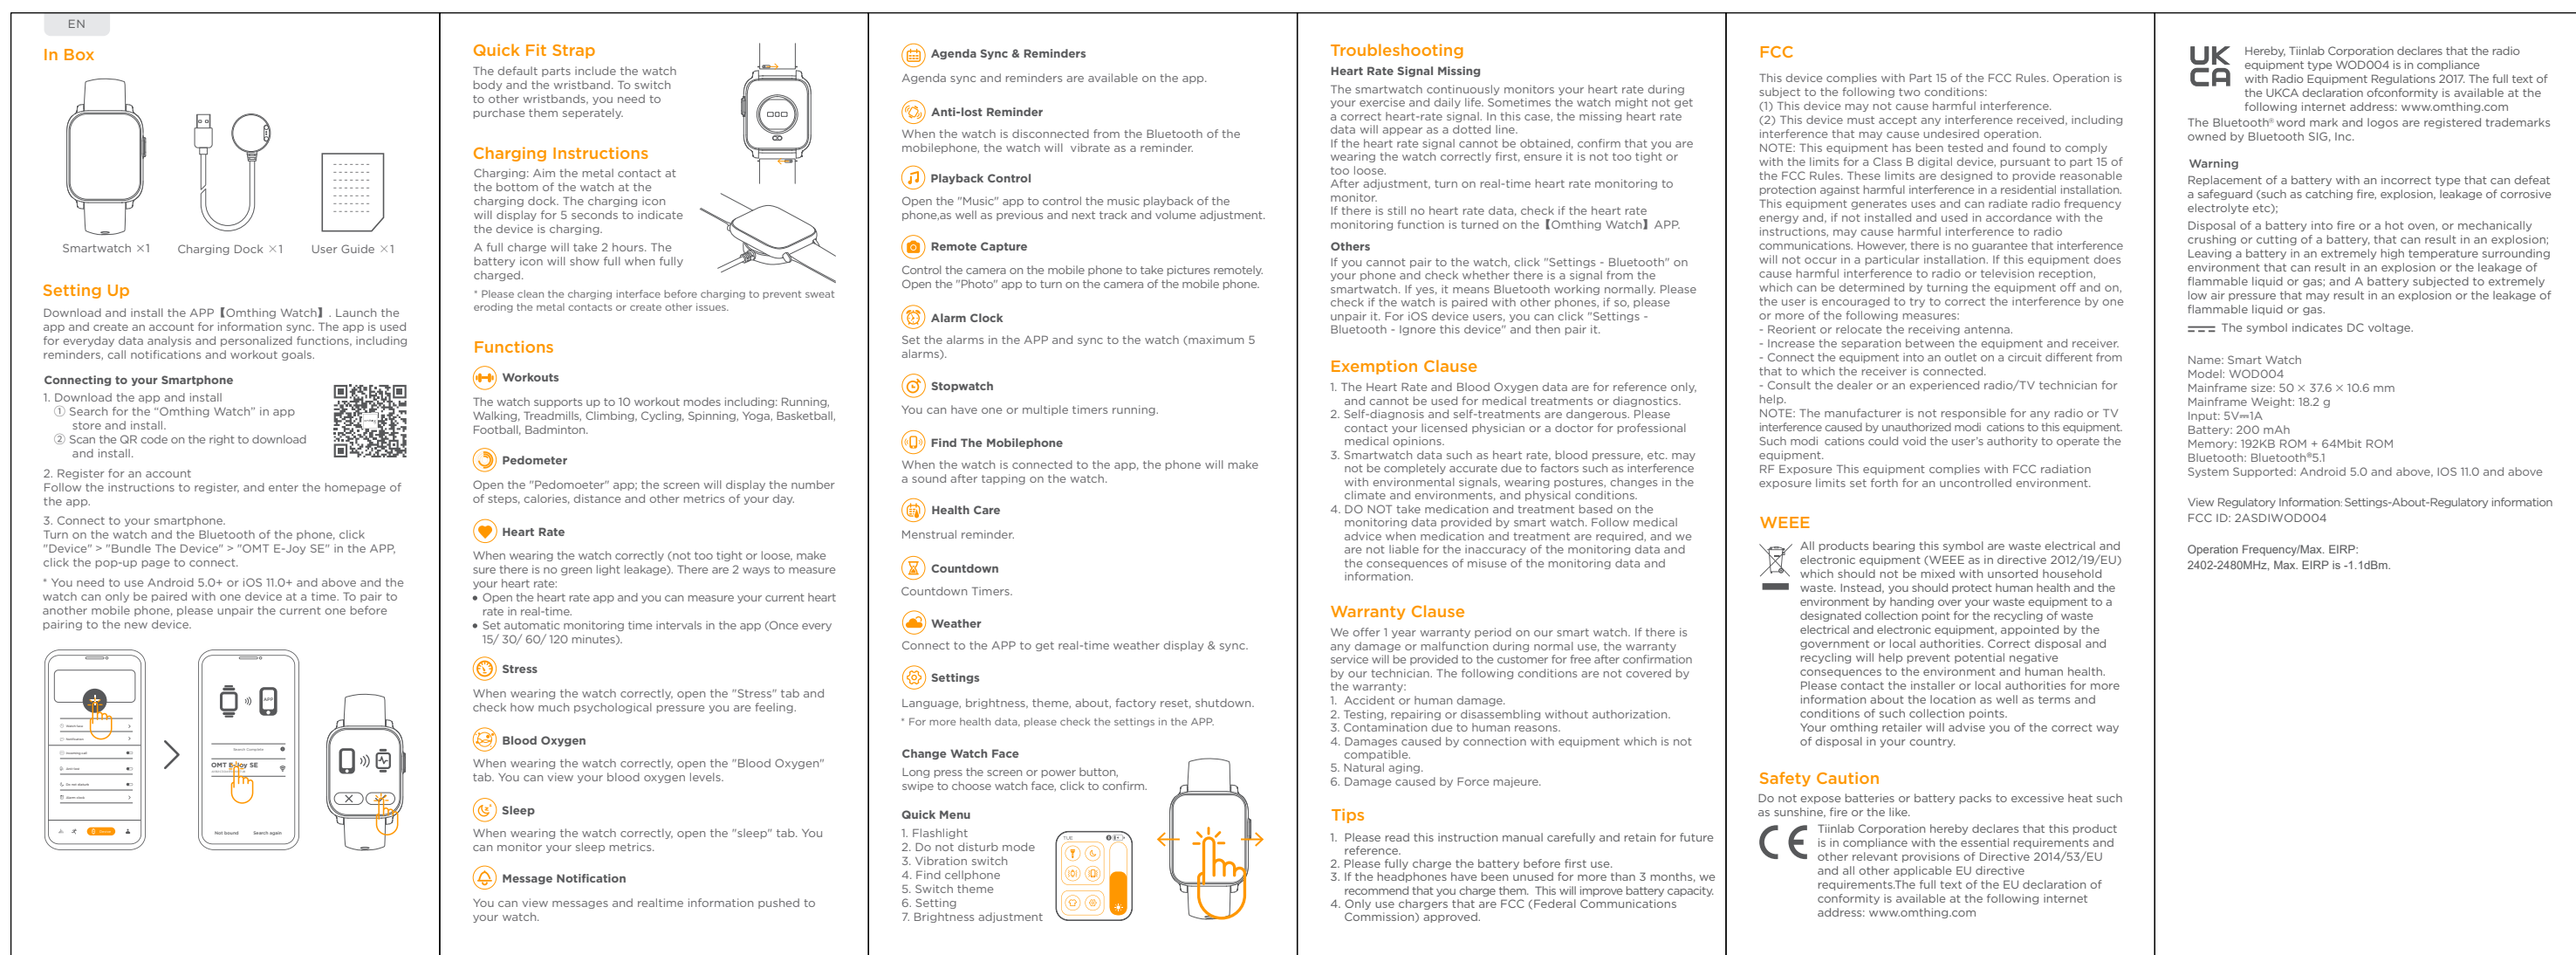 EN
In Box
Smartwatch ×1
Charging Dock ×1
User Guide ×1
Setting Up
Download and install the APP【Omthing Watch】. Launch the
app and create an account for information sync. The app is used
for everyday data analysis and personalized functions, including
reminders, call notifications and workout goals.
Connecting to your Smartphone
1. Download the app and install
① Search for the “Omthing Watch” in app
store and install.
② Scan the QR code on the right to download
and install.
2. Register for an account
Follow the instructions to register, and enter the homepage of
the app.
3. Connect to your smartphone.
Turn on the watch and the Bluetooth of the phone, click
"Device" > "Bundle The Device" > "OMT E-Joy SE" in the APP,
click the pop-up page to connect.
* You need to use Android 5.0+ or iOS 11.0+ and above and the
watch can only be paired with one device at a time. To pair to
another mobile phone, please unpair the current one before
pairing to the new device.
APP
Search Complete
OMT E-Joy SE
Not bound
Search again
Quick Fit Strap
The default parts include the watch
body and the wristband. To switch
to other wristbands, you need to
purchase them seperately.
Charging Instructions
Charging: Aim the metal contact at
the bottom of the watch at the
charging dock. The charging icon
will display for 5 seconds to indicate
the device is charging.
A full charge will take 2 hours. The
battery icon will show full when fully
charged.
* Please clean the charging interface before charging to prevent sweat
eroding the metal contacts or create other issues.
Functions
Workouts
The watch supports up to 10 workout modes including: Running,
Walking, Treadmills, Climbing, Cycling, Spinning, Yoga, Basketball,
Football, Badminton.
Pedometer
Open the "Pedomoeter" app; the screen will display the number
of steps, calories, distance and other metrics of your day.
Heart Rate
When wearing the watch correctly (not too tight or loose, make
sure there is no green light leakage). There are 2 ways to measure
your heart rate:
• Open the heart rate app and you can measure your current heart
rate in real-time.
• Set automatic monitoring time intervals in the app (Once every
15/ 30/ 60/ 120 minutes).
Stress
When wearing the watch correctly, open the "Stress" tab and
check how much psychological pressure you are feeling.
Blood Oxygen
When wearing the watch correctly, open the "Blood Oxygen"
tab. You can view your blood oxygen levels.
Sleep
When wearing the watch correctly, open the "sleep" tab. You
can monitor your sleep metrics.
Message Notification
You can view messages and realtime information pushed to
your watch.
Agenda Sync & Reminders
Agenda sync and reminders are available on the app.
Anti-lost Reminder
When the watch is disconnected from the Bluetooth of the
mobilephone, the watch will vibrate as a reminder.
Playback Control
Open the "Music" app to control the music playback of the
phone,as well as previous and next track and volume adjustment.
Remote Capture
Control the camera on the mobile phone to take pictures remotely.
Open the "Photo" app to turn on the camera of the mobile phone.
Alarm Clock
Set the alarms in the APP and sync to the watch (maximum 5
alarms).
Stopwatch
You can have one or multiple timers running.
Find The Mobilephone
When the watch is connected to the app, the phone will make
a sound after tapping on the watch.
Health Care
Menstrual reminder.
Countdown
Countdown Timers.
Weather
Connect to the APP to get real-time weather display & sync.
Settings
Language, brightness, theme, about, factory reset, shutdown.
* For more health data, please check the settings in the APP.
Change Watch Face
Long press the screen or power button,
swipe to choose watch face, click to confirm.
Quick Menu
1. Flashlight
2. Do not disturb mode
3. Vibration switch
4. Find cellphone
5. Switch theme
6. Setting
7. Brightness adjustment
TUE
Troubleshooting
Heart Rate Signal Missing
The smartwatch continuously monitors your heart rate during
your exercise and daily life. Sometimes the watch might not get
a correct heart-rate signal. In this case, the missing heart rate
data will appear as a dotted line.
If the heart rate signal cannot be obtained, confirm that you are
wearing the watch correctly first, ensure it is not too tight or
too loose.
After adjustment, turn on real-time heart rate monitoring to
monitor.
If there is still no heart rate data, check if the heart rate
monitoring function is turned on the【Omthing Watch】APP.
Others
If you cannot pair to the watch, click "Settings - Bluetooth" on
your phone and check whether there is a signal from the
smartwatch. If yes, it means Bluetooth working normally. Please
check if the watch is paired with other phones, if so, please
unpair it. For iOS device users, you can click "Settings -
Bluetooth - Ignore this device" and then pair it.
Exemption Clause
1. The Heart Rate and Blood Oxygen data are for reference only,
and cannot be used for medical treatments or diagnostics.
2. Self-diagnosis and self-treatments are dangerous. Please
contact your licensed physician or a doctor for professional
medical opinions.
3. Smartwatch data such as heart rate, blood pressure, etc. may
not be completely accurate due to factors such as interference
with environmental signals, wearing postures, changes in the
climate and environments, and physical conditions.
4. DO NOT take medication and treatment based on the
monitoring data provided by smart watch. Follow medical
advice when medication and treatment are required, and we
are not liable for the inaccuracy of the monitoring data and
the consequences of misuse of the monitoring data and
information.
Warranty Clause
We offer 1 year warranty period on our smart watch. If there is
any damage or malfunction during normal use, the warranty
service will be provided to the customer for free after confirmation
by our technician. The following conditions are not covered by
the warranty:
1. Accident or human damage.
2. Testing, repairing or disassembling without authorization.
3. Contamination due to human reasons.
4. Damages caused by connection with equipment which is not
compatible.
5. Natural aging.
6. Damage caused by Force majeure.
Tips
1. Please read this instruction manual carefully and retain for future
reference.
2. Please fully charge the battery before first use.
3. If the headphones have been unused for more than 3 months, we
recommend that you charge them. This will improve battery capacity.
4. Only use chargers that are FCC (Federal Communications
Commission) approved.
FCC
This device complies with Part 15 of the FCC Rules. Operation is
subject to the following two conditions:
(1) This device may not cause harmful interference.
(2) This device must accept any interference received, including
interference that may cause undesired operation.
NOTE: This equipment has been tested and found to comply
with the limits for a Class B digital device, pursuant to part 15 of
the FCC Rules. These limits are designed to provide reasonable
protection against harmful interference in a residential installation.
This equipment generates uses and can radiate radio frequency
energy and, if not installed and used in accordance with the
instructions, may cause harmful interference to radio
communications. However, there is no guarantee that interference
will not occur in a particular installation. If this equipment does
cause harmful interference to radio or television reception,
which can be determined by turning the equipment off and on,
the user is encouraged to try to correct the interference by one
or more of the following measures:
- Reorient or relocate the receiving antenna.
- Increase the separation between the equipment and receiver.
- Connect the equipment into an outlet on a circuit different from
that to which the receiver is connected.
- Consult the dealer or an experienced radio/TV technician for
help.
NOTE: The manufacturer is not responsible for any radio or TV
interference caused by unauthorized modi cations to this equipment.
Such modi cations could void the user's authority to operate the
equipment.
RF Exposure This equipment complies with FCC radiation
exposure limits set forth for an uncontrolled environment.
WEEE
All products bearing this symbol are waste electrical and
electronic equipment (WEEE as in directive 2012/19/EU)
which should not be mixed with unsorted household
waste. Instead, you should protect human health and the
environment by handing over your waste equipment to a
designated collection point for the recycling of waste
electrical and electronic equipment, appointed by the
government or local authorities. Correct disposal and
recycling will help prevent potential negative
consequences to the environment and human health.
Please contact the installer or local authorities for more
information about the location as well as terms and
conditions of such collection points.
Your omthing retailer will advise you of the correct way
of disposal in your country.
Safety Caution
Do not expose batteries or battery packs to excessive heat such
as sunshine, fire or the like.
CE
Tiinlab Corporation hereby declares that this product
is in compliance with the essential requirements and
other relevant provisions of Directive 2014/53/EU
and all other applicable EU directive
requirements.The full text of the EU declaration of
conformity is available at the following internet
address: www.omthing.com
UK
CA
Hereby, Tiinlab Corporation declares that the radio
equipment type WOD004 is in compliance
with Radio Equipment Regulations 2017. The full text of
the UKCA declaration ofconformity is available at the
following internet address: www.omthing.com
The Bluetooth® word mark and logos are registered trademarks
owned by Bluetooth SIG, Inc.
Warning
Replacement of a battery with an incorrect type that can defeat
a safeguard (such as catching fire, explosion, leakage of corrosive
electrolyte etc);
Disposal of a battery into fire or a hot oven, or mechanically
crushing or cutting of a battery, that can result in an explosion;
Leaving a battery in an extremely high temperature surrounding
environment that can result in an explosion or the leakage of
flammable liquid or gas; and A battery subjected to extremely
low air pressure that may result in an explosion or the leakage of
flammable liquid or gas.
The symbol indicates DC voltage.
Name: Smart Watch
Model: WOD004
Mainframe size: 50 × 37.6 × 10.6 mm
Mainframe Weight: 18.2 g
Input: 5V⎓1A
Battery: 200 mAh
Memory: 192KB ROM + 64Mbit ROM
Bluetooth: Bluetooth®5.1
System Supported: Android 5.0 and above, IOS 11.0 and above
View Regulatory Information: Settings-About-Regulatory information
FCC ID: 2ASDIWOD004
Operation Frequency/Max. EIRP:
2402-2480MHz, Max. EIRP is -1.1dBm.